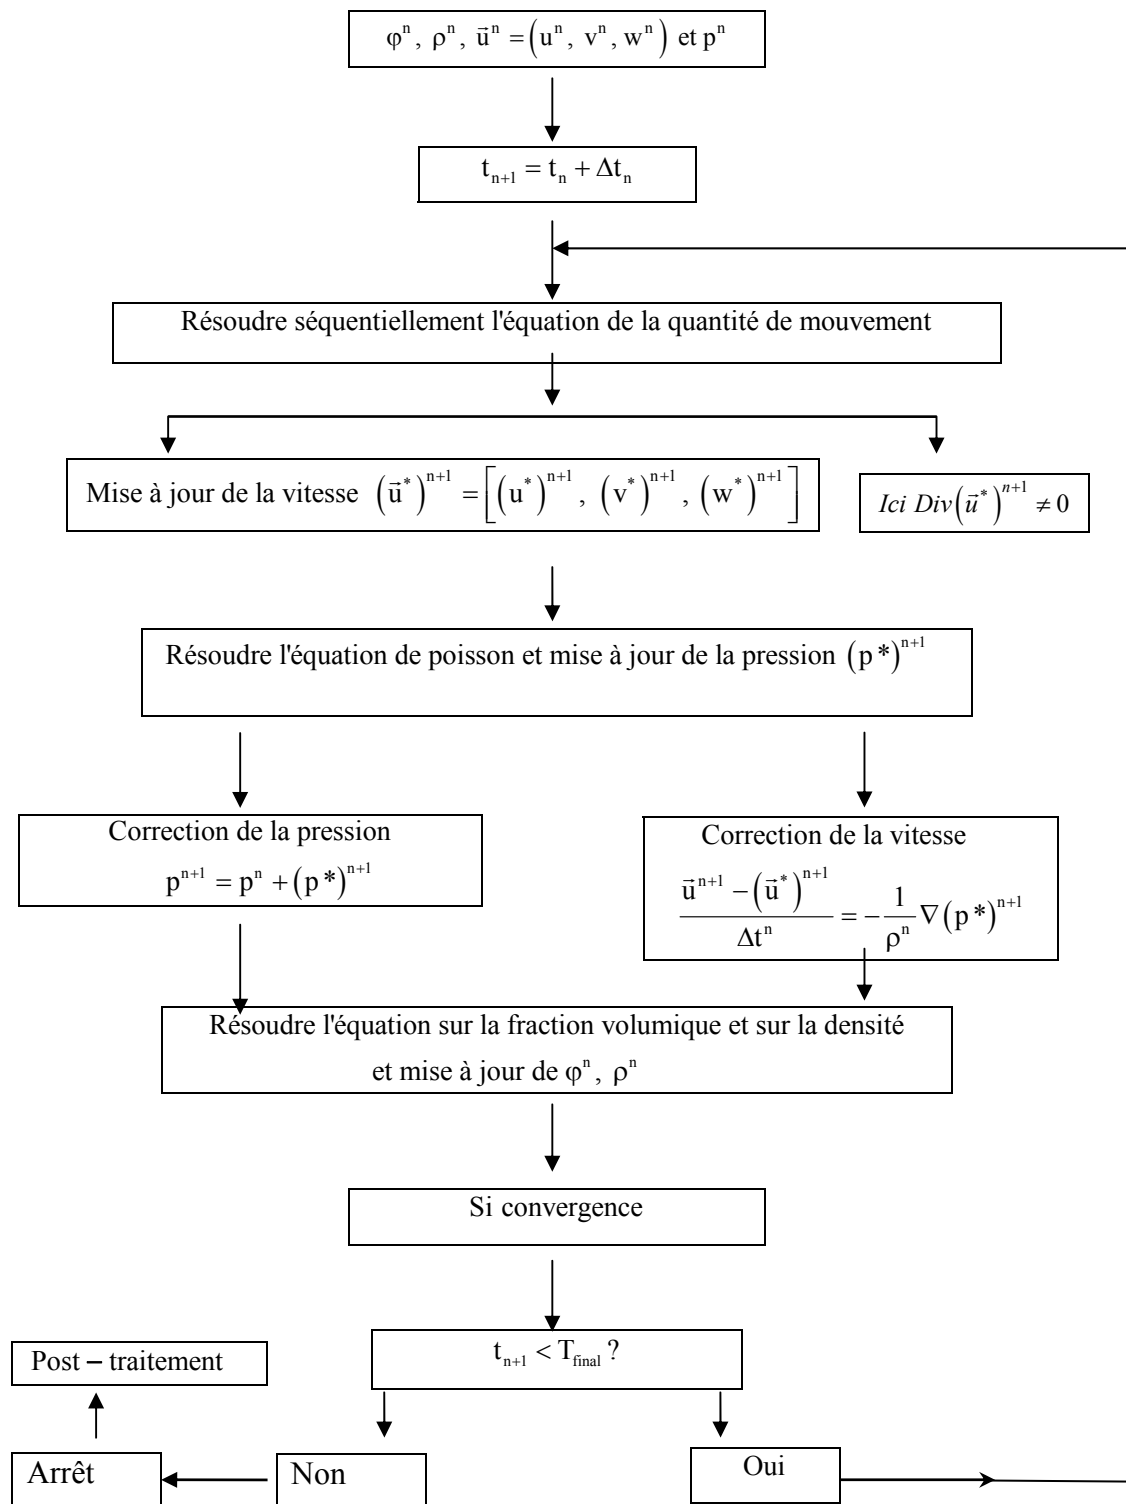 φⁿ, ρⁿ, u⃗ⁿ = (uⁿ, vⁿ, wⁿ) et pⁿ
tₙ₊₁ = tₙ + Δtₙ
Résoudre séquentiellement l'équation de la quantité de mouvement
Mise à jour de la vitesse (u⃗*)ⁿ⁺¹ = [(u*)ⁿ⁺¹, (v*)ⁿ⁺¹, (w*)ⁿ⁺¹]
Ici Div(u⃗*)ⁿ⁺¹ ≠ 0
Résoudre l'équation de poisson et mise à jour de la pression (p*)ⁿ⁺¹
Correction de la pression
pⁿ⁺¹ = pⁿ + (p*)ⁿ⁺¹
Correction de la vitesse
(u⃗ⁿ⁺¹ − (u⃗*)ⁿ⁺¹) / Δtⁿ = −(1/ρⁿ) ∇(p*)ⁿ⁺¹
Résoudre l'équation sur la fraction volumique et sur la densité
et mise à jour de φⁿ, ρⁿ
Si convergence
tₙ₊₁ < T_final ?
Post – traitement
Arrêt
Non
Oui